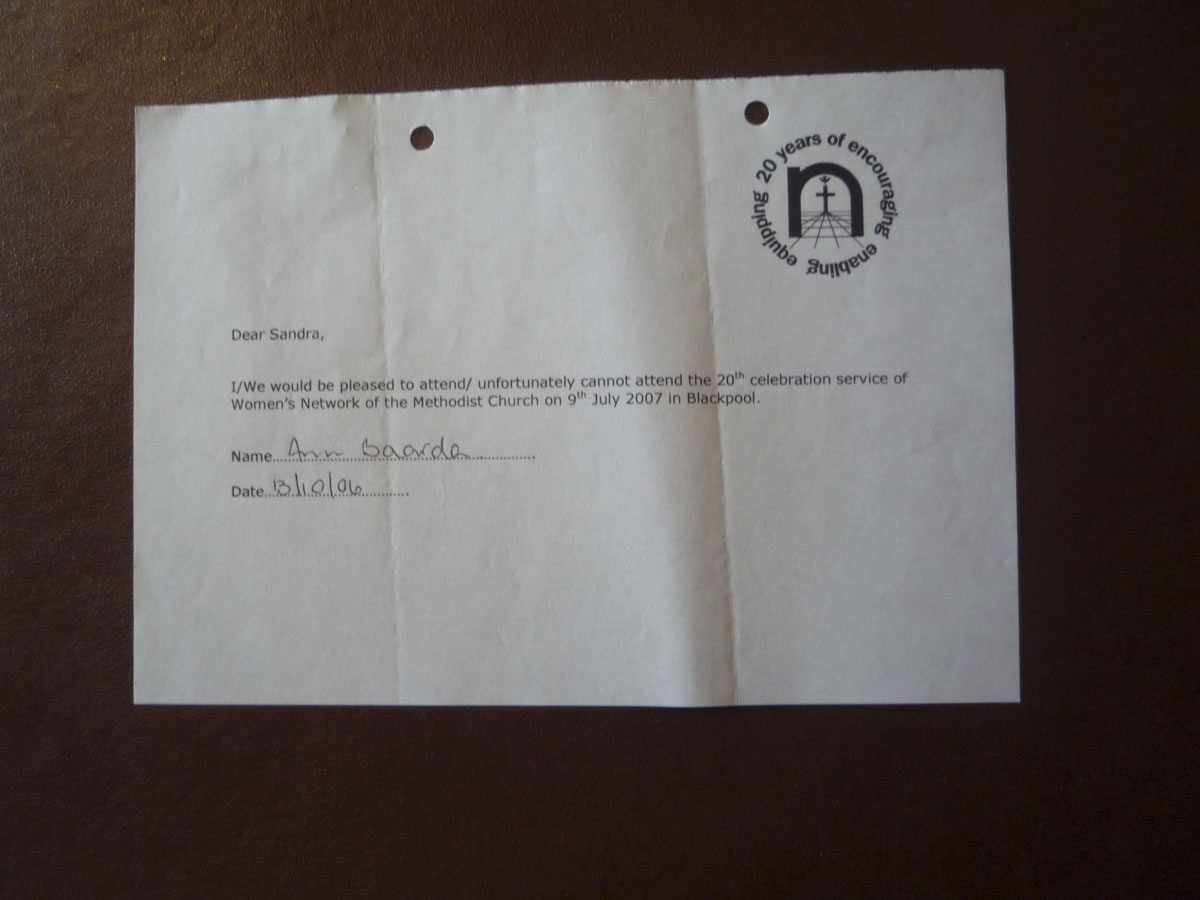 20 years of encouraging enabling equipping
n
Dear Sandra,
I/We would be pleased to attend/ unfortunately cannot attend the 20th celebration service of
Women's Network of the Methodist Church on 9th July 2007 in Blackpool.
Name... Ann Baarda ...............
Date... 13/10/06 ............